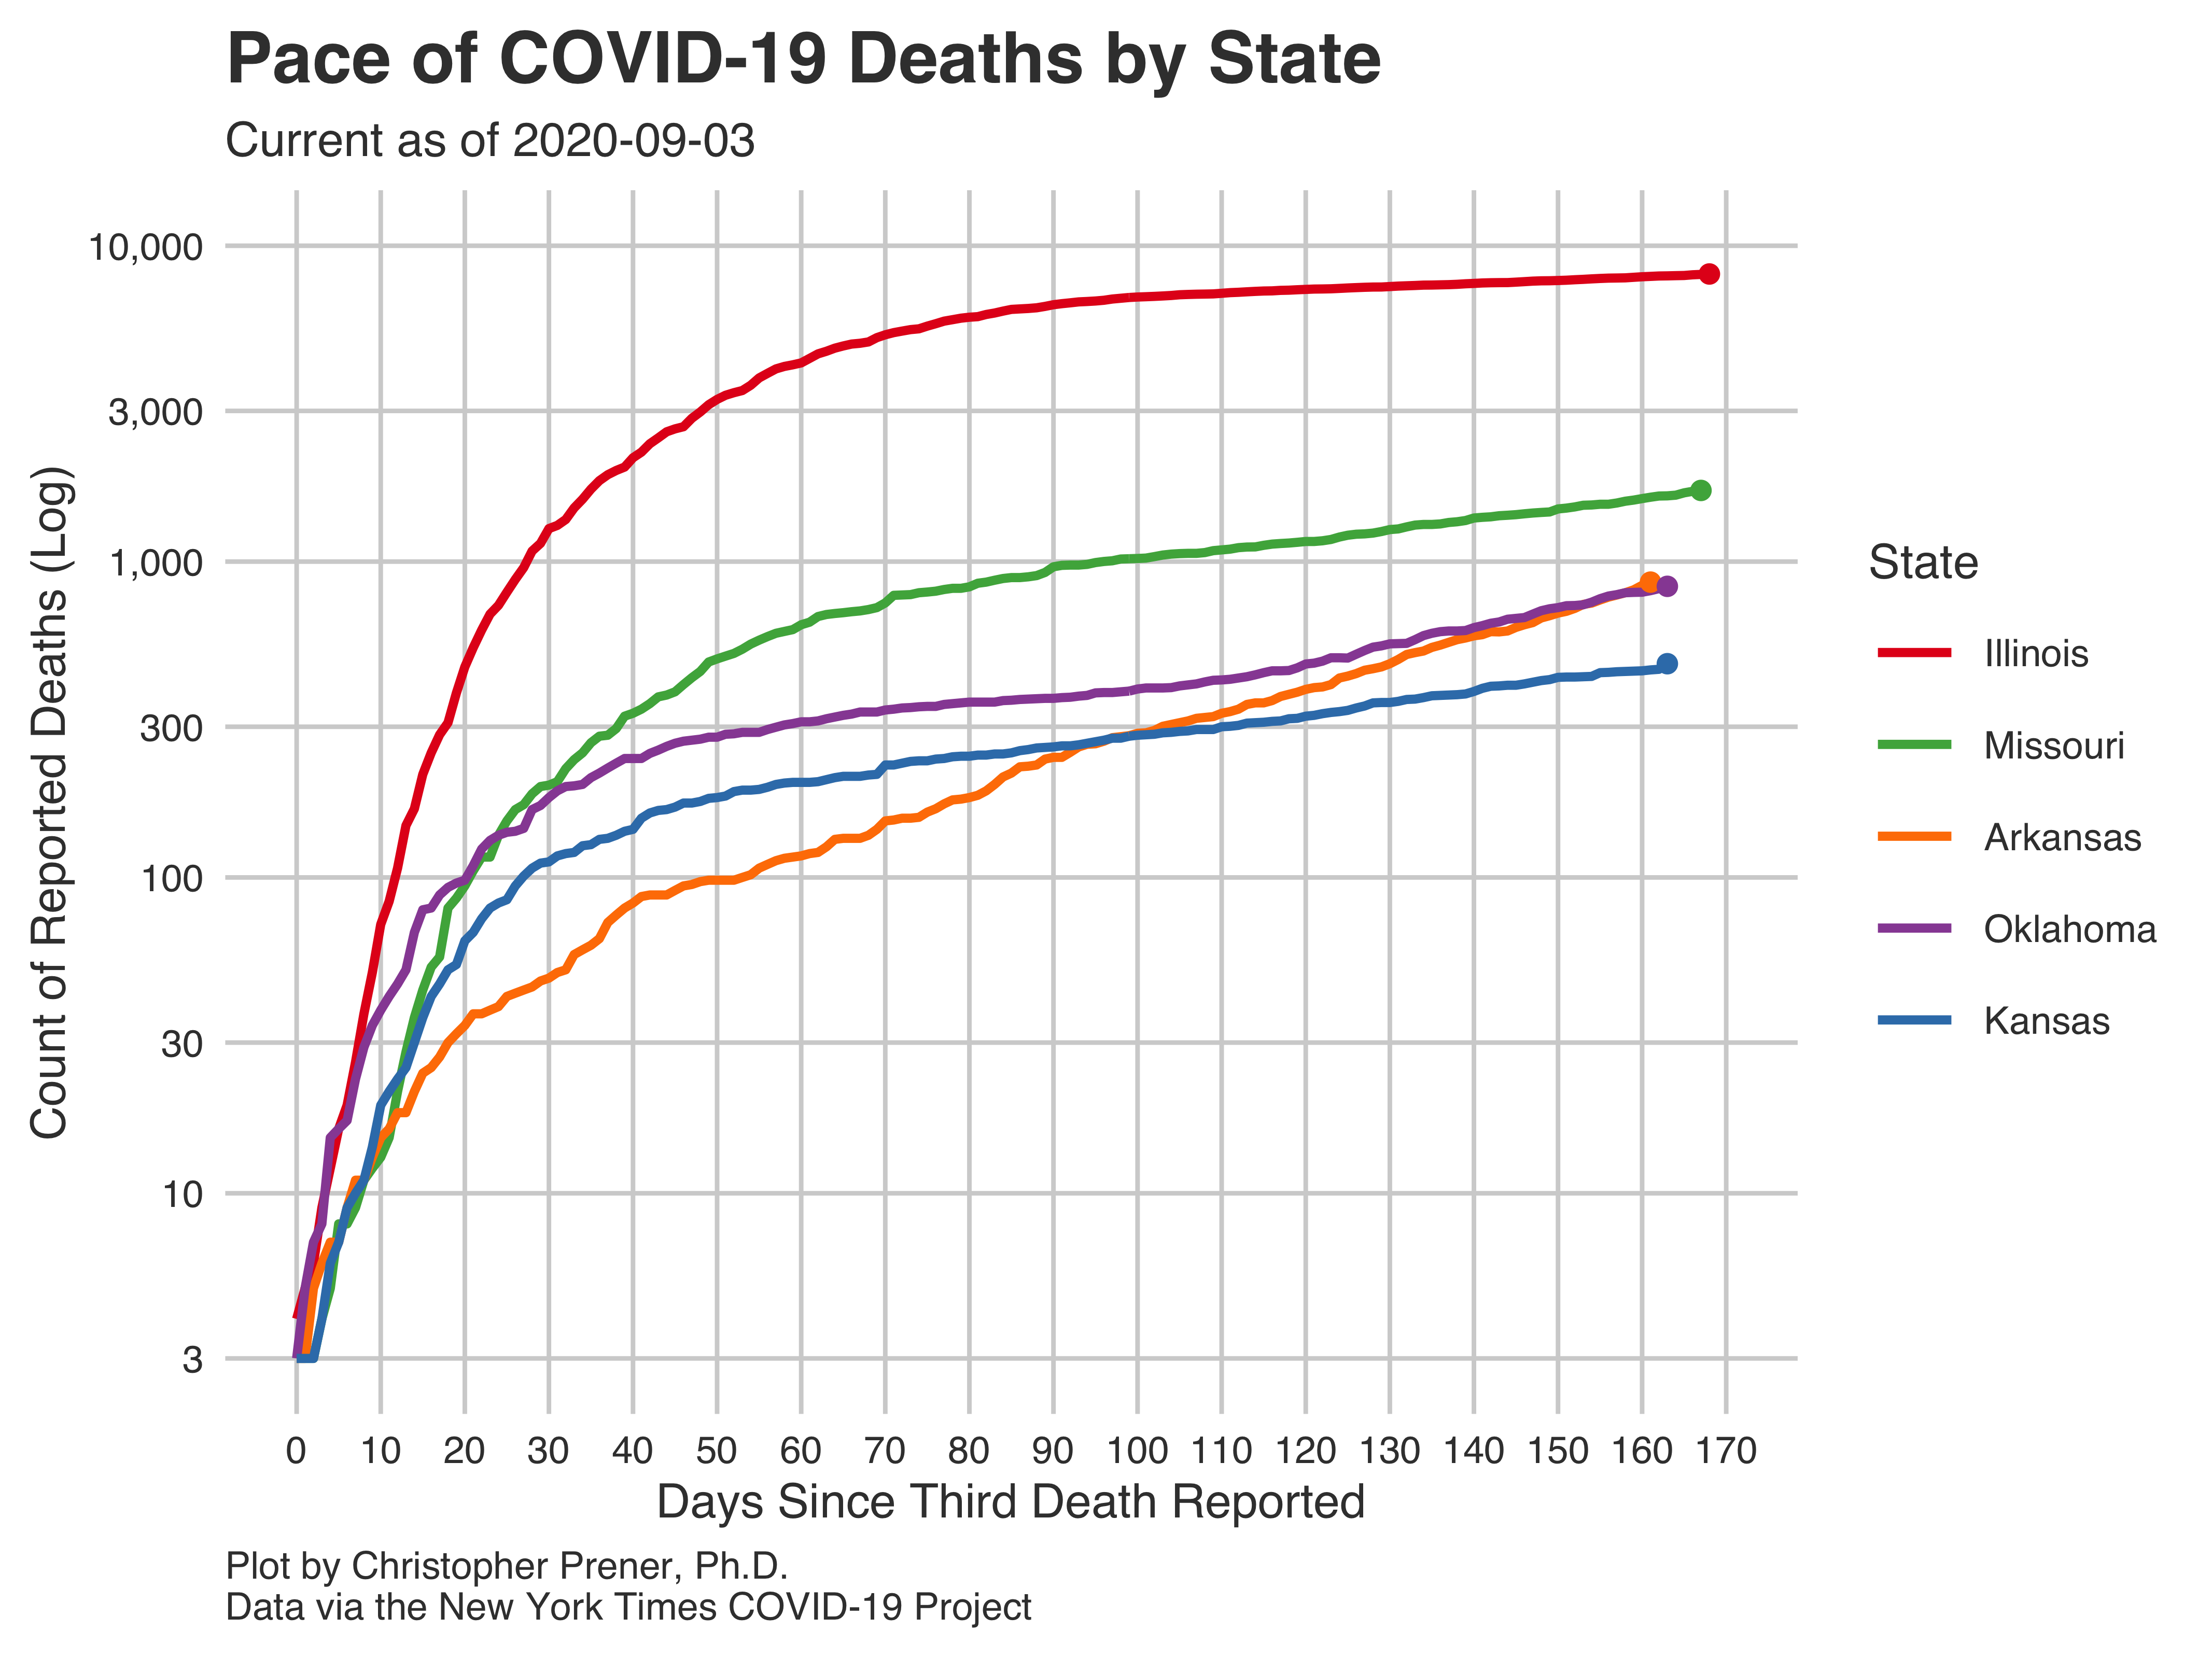 Pace of COVID-19 Deaths by State
Current as of 2020-09-03
Count of Reported Deaths (Log)
10,000
3,000
1,000
300
100
30
10
3
0 10 20 30 40 50 60 70 80 90 100 110 120 130 140 150 160 170
Days Since Third Death Reported
State
Illinois
Missouri
Arkansas
Oklahoma
Kansas
Plot by Christopher Prener, Ph.D.
Data via the New York Times COVID-19 Project